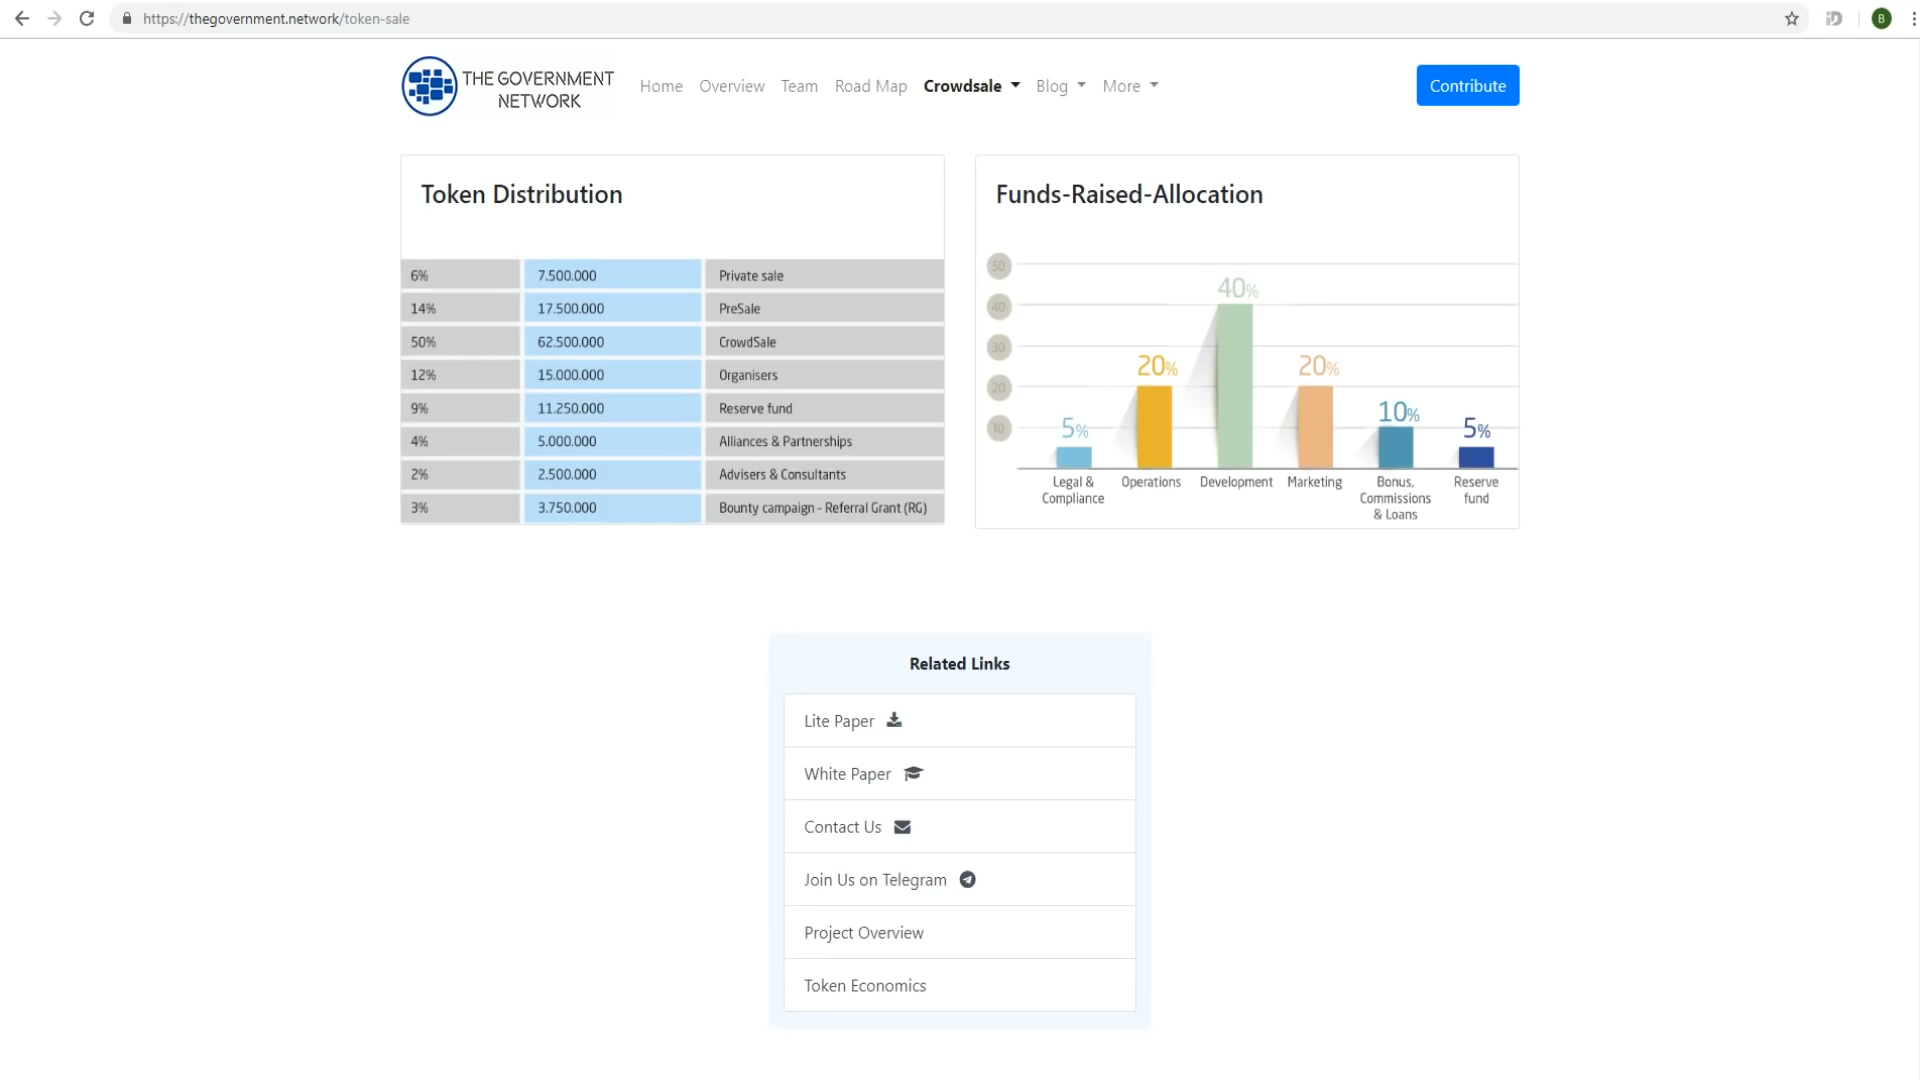 https://thegovernment.network/token-sale
B
THE GOVERNMENT
NETWORK
Home
Overview
Team
Road Map
Crowdsale
Blog
More
Contribute
Token Distribution
6% 7.500.000 Private sale
14% 17.500.000 PreSale
50% 62.500.000 CrowdSale
12% 15.000.000 Organisers
9% 11.250.000 Reserve fund
4% 5.000.000 Alliances & Partnerships
2% 2.500.000 Advisers & Consultants
3% 3.750.000 Bounty campaign - Referral Grant (RG)
Funds-Raised-Allocation
50
40
30
20
10
5%
20%
40%
20%
10%
5%
Legal &
Compliance
Operations
Development
Marketing
Bonus,
Commissions
& Loans
Reserve
fund
Related Links
Lite Paper
White Paper
Contact Us
Join Us on Telegram
Project Overview
Token Economics